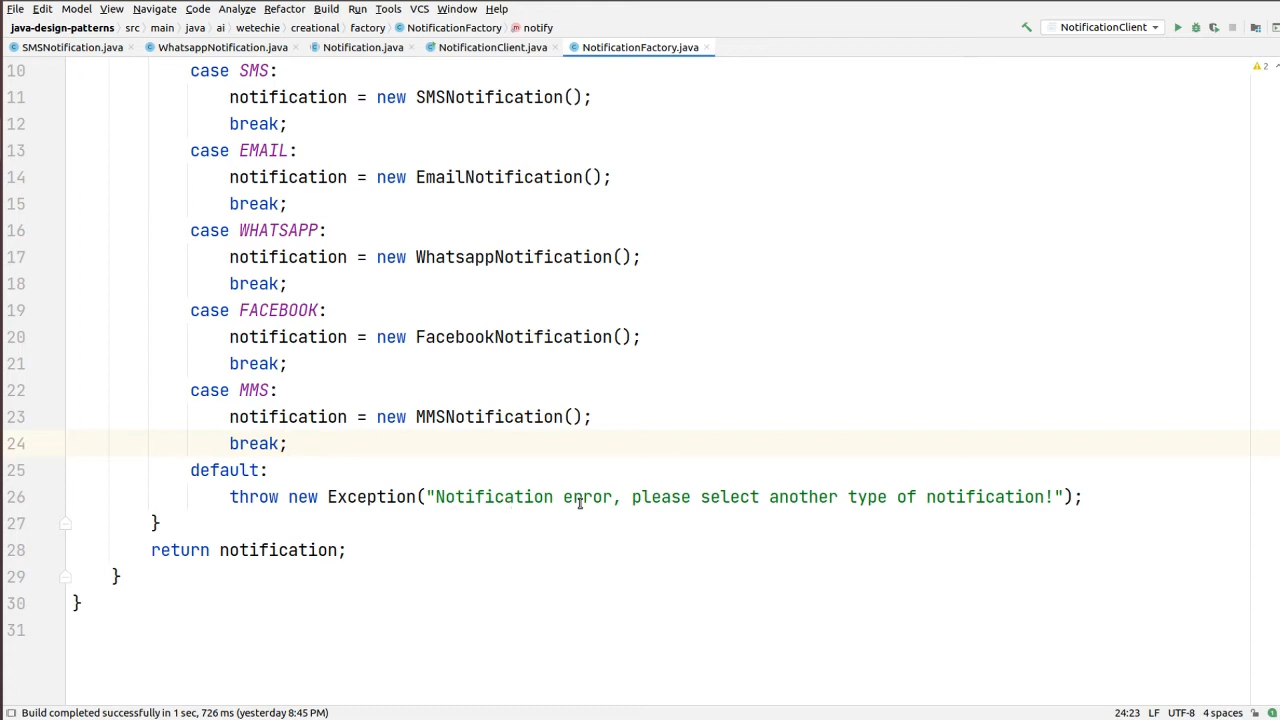 File Edit Model View Navigate Code Analyze Refactor Build Run Tools VCS Window Help
java-design-patterns src main java ai wetechie creational factory NotificationFactory notify NotificationClient
SMSNotification.java WhatsappNotification.java Notification.java NotificationClient.java NotificationFactory.java
10 case SMS: 2
11 notification = new SMSNotification();
12 break;
13 case EMAIL:
14 notification = new EmailNotification();
15 break;
16 case WHATSAPP:
17 notification = new WhatsappNotification();
18 break;
19 case FACEBOOK:
20 notification = new FacebookNotification();
21 break;
22 case MMS:
23 notification = new MMSNotification();
24 break;
25 default:
26 throw new Exception("Notification error, please select another type of notification!");
27 }
28 return notification;
29 }
30 }
31
Build completed successfully in 1 sec, 726 ms (yesterday 8:45 PM) 24:23 LF UTF-8 4 spaces